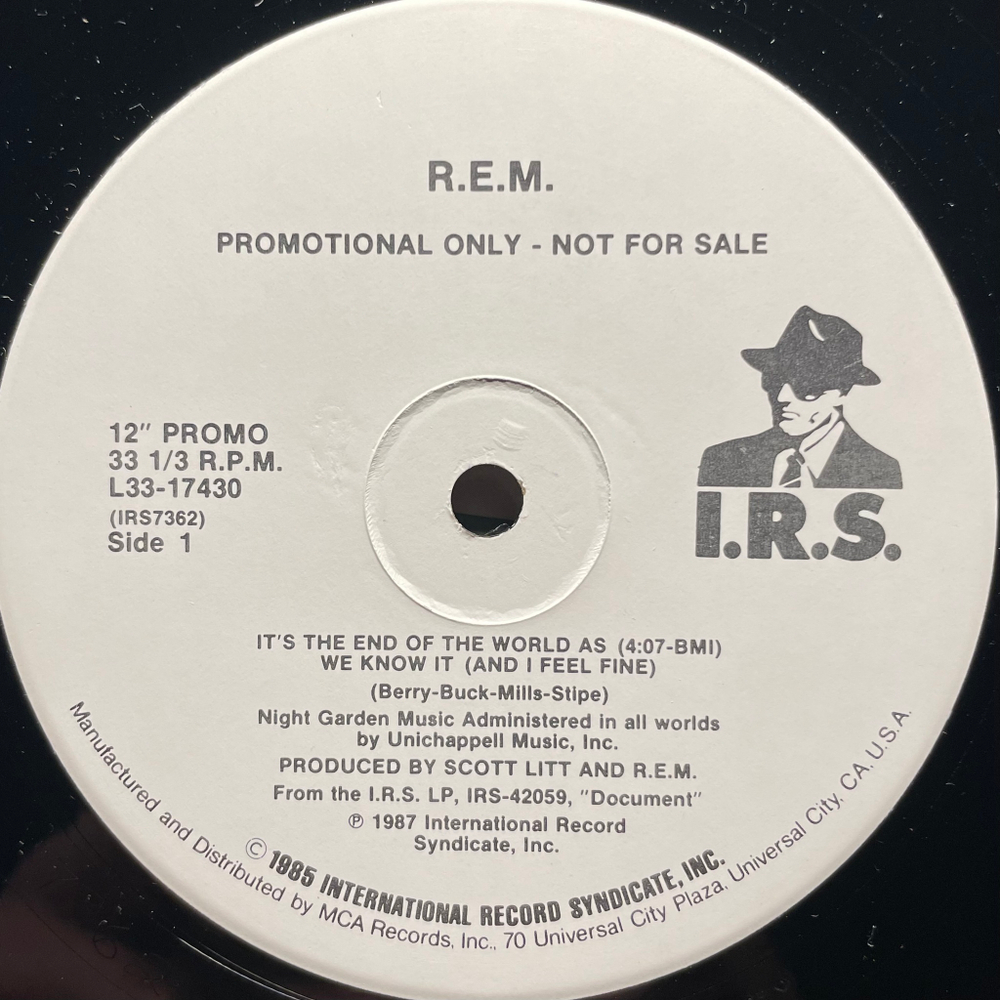 R.E.M.
PROMOTIONAL ONLY - NOT FOR SALE
12" PROMO
33 1/3 R.P.M.
L33-17430
(IRS7362)
Side 1
I.R.S.
IT'S THE END OF THE WORLD AS (4:07-BMI)
WE KNOW IT (AND I FEEL FINE)
(Berry-Buck-Mills-Stipe)
Night Garden Music Administered in all worlds
by Unichappell Music, Inc.
PRODUCED BY SCOTT LITT AND R.E.M.
From the I.R.S. LP, IRS-42059, "Document"
℗ 1987 International Record
Syndicate, Inc.
© 1985 INTERNATIONAL RECORD SYNDICATE, INC.
Manufactured and Distributed by MCA Records, Inc., 70 Universal City Plaza, Universal City, CA. U.S.A.